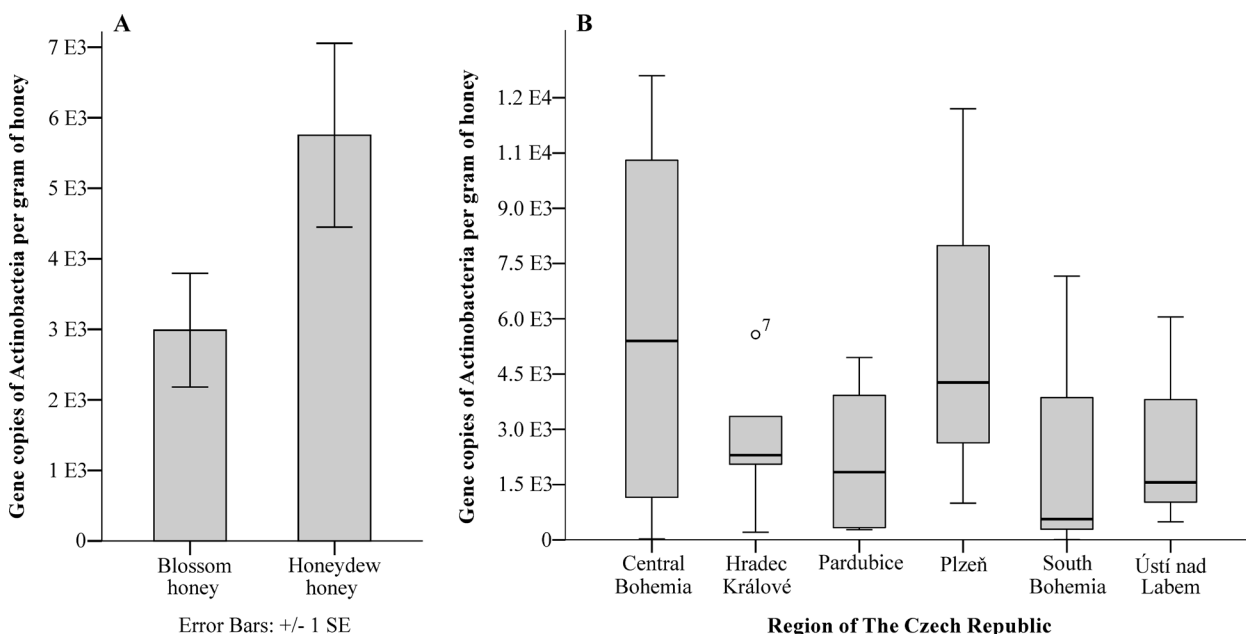 A
Gene copies of Actinobacteia per gram of honey
7 E3
6 E3
5 E3
4 E3
3 E3
2 E3
1 E3
0
Blossom
honey
Honeydew
honey
Error Bars: +/- 1 SE
B
Gene copies of Actinobacteria per gram of honey
1.2 E4
1.1 E4
9.0 E3
7.5 E3
6.0 E3
4.5 E3
3.0 E3
1.5 E3
0
7
Central
Bohemia
Hradec
Králové
Pardubice
Plzeň
South
Bohemia
Ústí nad
Labem
Region of The Czech Republic